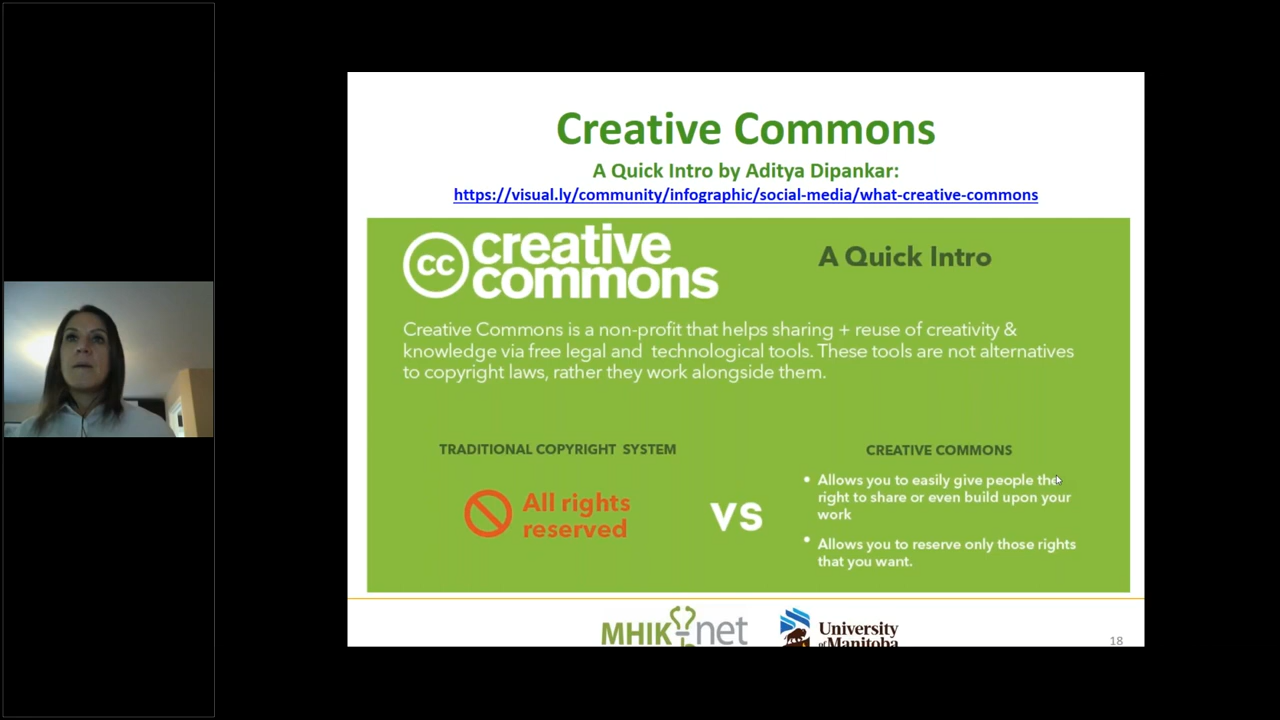 Creative Commons
A Quick Intro by Aditya Dipankar:
https://visual.ly/community/infographic/social-media/what-creative-commons
cc creative
commons
A Quick Intro
Creative Commons is a non-profit that helps sharing + reuse of creativity &
knowledge via free legal and technological tools. These tools are not alternatives
to copyright laws, rather they work alongside them.
TRADITIONAL COPYRIGHT SYSTEM
All rights
reserved
VS
CREATIVE COMMONS
• Allows you to easily give people the
right to share or even build upon your
work
• Allows you to reserve only those rights
that you want.
MHIKnet
University
of Manitoba
18